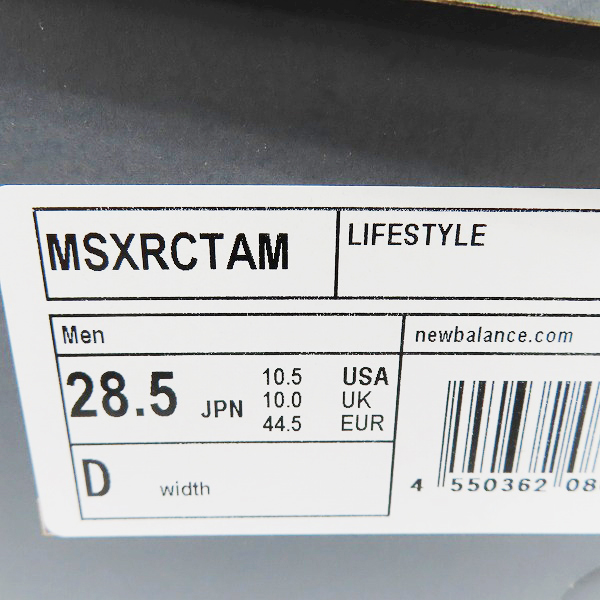 MSXRCTAM
LIFESTYLE
Men
newbalance.com
28.5 JPN
10.5 USA
10.0 UK
44.5 EUR
D width
4 550362 08